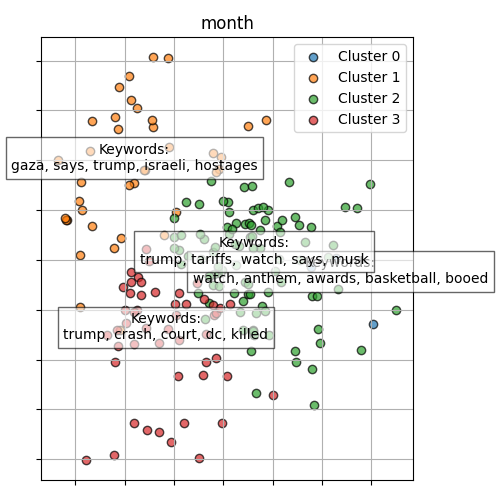 month
Cluster 0
Cluster 1
Cluster 2
Cluster 3
Keywords:
gaza, says, trump, israeli, hostages
Keywords:
trump, tariffs, watch, says, musk
Keywords:
watch, anthem, awards, basketball, booed
Keywords:
trump, crash, court, dc, killed